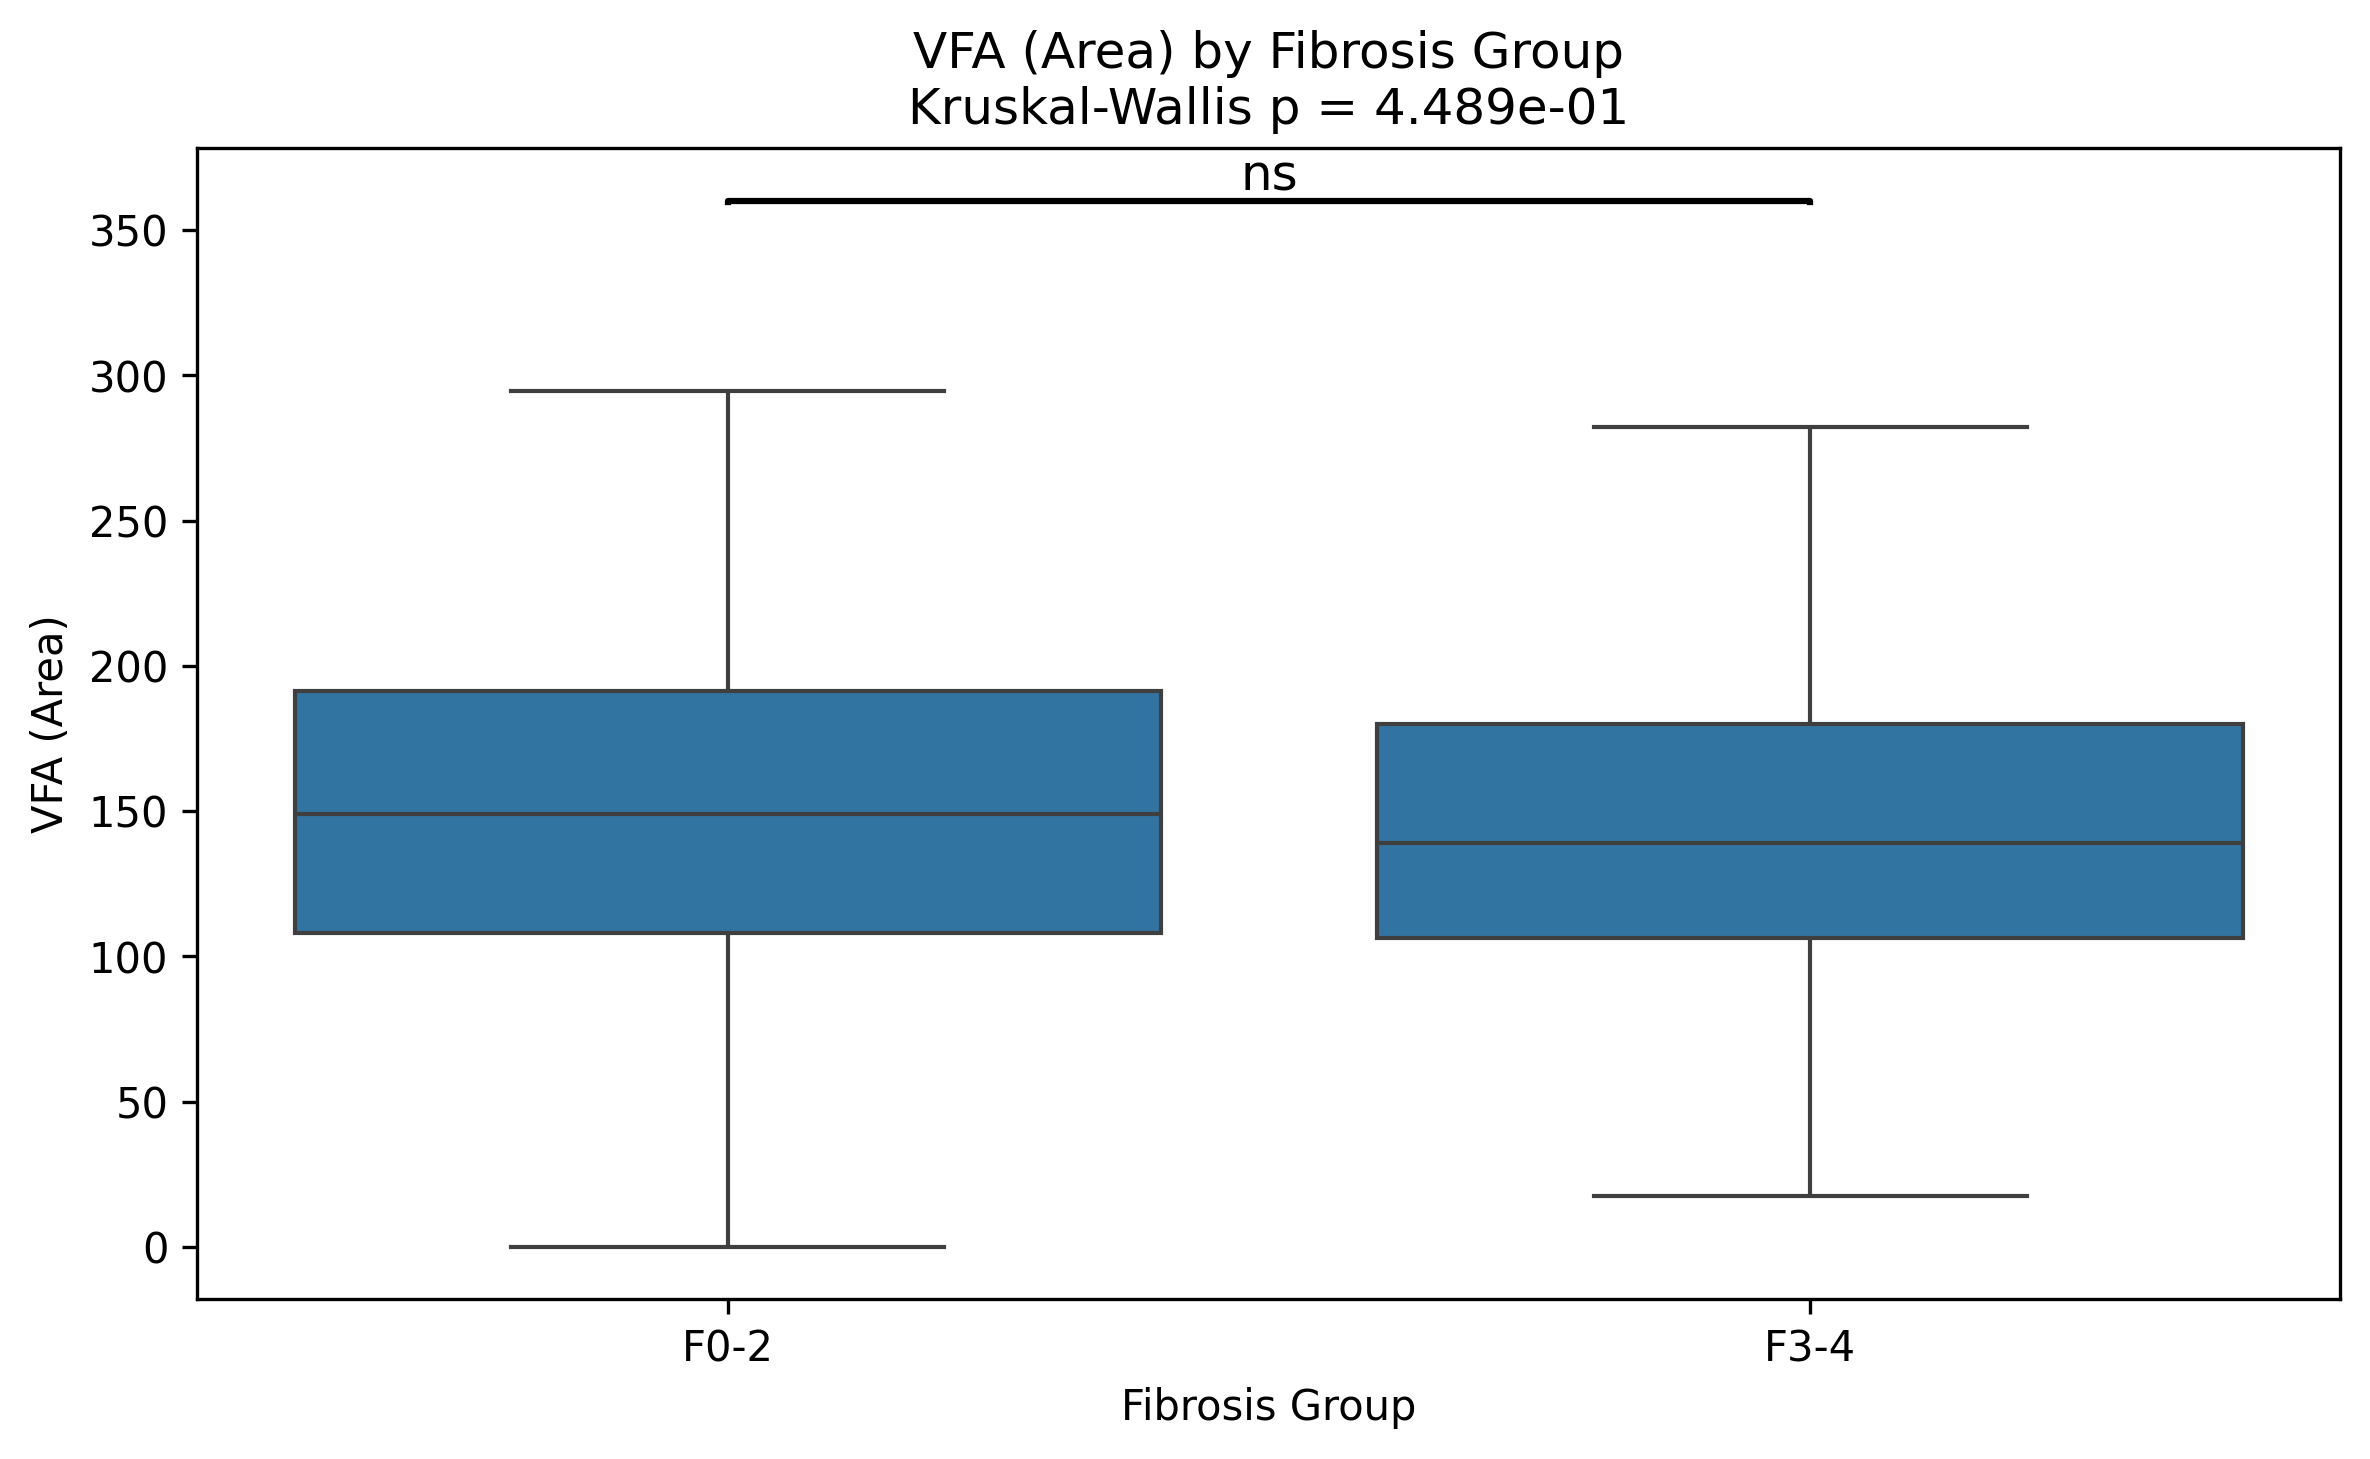 VFA (Area) by Fibrosis Group
Kruskal-Wallis p = 4.489e-01
ns
350
300
250
200
150
100
50
0
VFA (Area)
F0-2
F3-4
Fibrosis Group